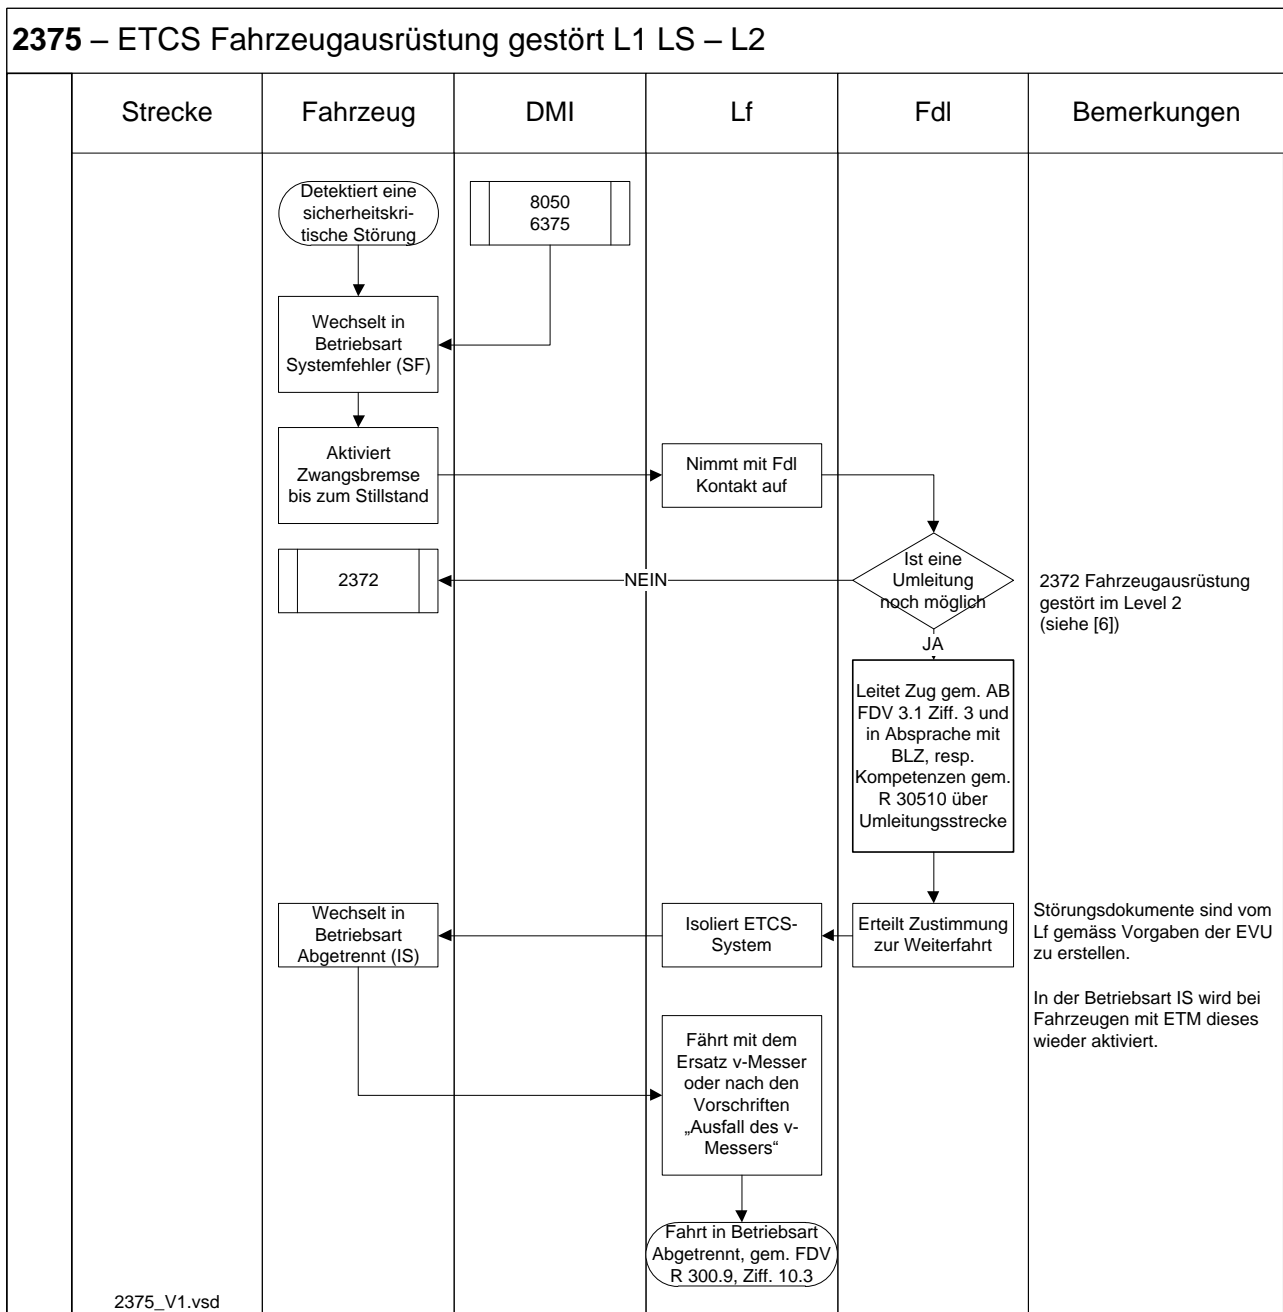 2375 – ETCS Fahrzeugausrüstung gestört L1 LS – L2
Strecke
Fahrzeug
DMI
Lf
Fdl
Bemerkungen
Detektiert eine
sicherheitskri-
tische Störung
8050
6375
Wechselt in
Betriebsart
Systemfehler (SF)
Aktiviert
Zwangsbremse
bis zum Stillstand
Nimmt mit Fdl
Kontakt auf
Ist eine
Umleitung
noch möglich
NEIN
2372
2372 Fahrzeugausrüstung
gestört im Level 2
(siehe [6])
JA
Leitet Zug gem. AB
FDV 3.1 Ziff. 3 und
in Absprache mit
BLZ, resp.
Kompetenzen gem.
R 30510 über
Umleitungsstrecke
Erteilt Zustimmung
zur Weiterfahrt
Isoliert ETCS-
System
Wechselt in
Betriebsart
Abgetrennt (IS)
Störungsdokumente sind vom
Lf gemäss Vorgaben der EVU
zu erstellen.
In der Betriebsart IS wird bei
Fahrzeugen mit ETM dieses
wieder aktiviert.
Fährt mit dem
Ersatz v-Messer
oder nach den
Vorschriften
„Ausfall des v-
Messers“
Fahrt in Betriebsart
Abgetrennt, gem. FDV
R 300.9, Ziff. 10.3
2375_V1.vsd